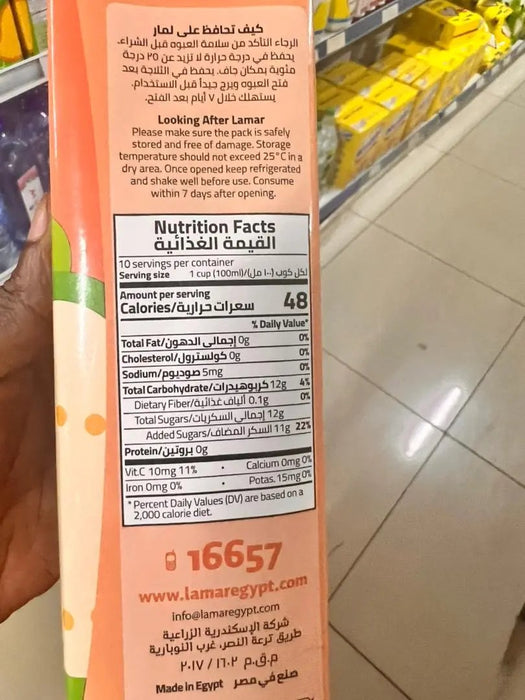 كيف تحافظ على لمار
الرجاء التأكد من سلامة العبوه قبل الشراء.
يحفظ في درجة حرارة لا تزيد عن ٢٥ درجة
مئوية بمكان جاف. يحفظ في الثلاجة بعد
فتح العبوه ويرج جيداً قبل الاستخدام.
يستهلك خلال ٧ أيام بعد الفتح.
Looking After Lamar
Please make sure the pack is safely
stored and free of damage. Storage
temperature should not exceed 25°C in a
dry area. Once opened keep refrigerated
and shake well before use. Consume
within 7 days after opening.
Nutrition Facts
القيمة الغذائية
10 servings per container
Serving size 1 cup (100ml)/(لكل كوب (١٠٠ مل
Amount per serving
Calories/سعرات حرارية 48
% Daily Value*
Total Fat/إجمالى الدهون 0g 0%
Cholesterol/كولسترول 0g 0%
Sodium/صوديوم 5mg 0%
Total Carbohydrate/كربوهيدرات 12g 4%
Dietary Fiber/ألياف غذائية 0.1g 0%
Total Sugars/إجمالى السكريات 12g
Added Sugars/السكر المضاف 11g 22%
Protein/بروتين 0g
Vit.C 10mg 11% • Calcium 0mg 0%
Iron 0mg 0% • Potas. 15mg 0%
* Percent Daily Values (DV) are based on a
2,000 calorie diet.
16657
www.lamaregypt.com
info@lamaregypt.com
شركة الإسكندرية الزراعية
طريق ترعة النصر، غرب النوبارية
م.ق.م ١٦٠٢ / ٢٠١٧
Made in Egypt صنع في مصر